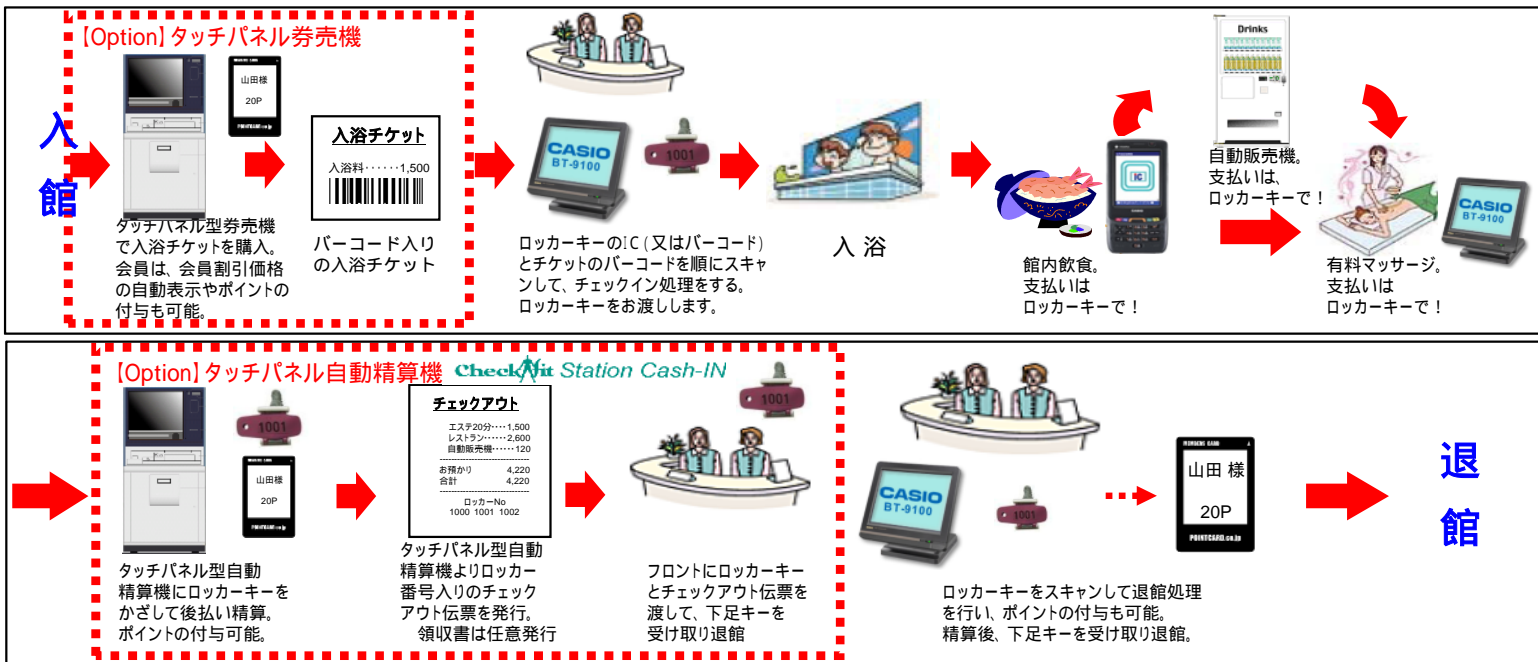 【Option】タッチパネル券売機
入館
山田様
20P
POINTCARD.co.jp
タッチパネル型券売機
で入浴チケットを購入。
会員は、会員割引価格
の自動表示やポイントの
付与も可能。
入浴チケット
入浴料‥‥‥1,500
バーコード入り
の入浴チケット
CASIO
BT-9100
1001
ロッカーキーのIC(又はバーコード)
とチケットのバーコードを順にスキャ
ンして、チェックイン処理をする。
ロッカーキーをお渡しします。
入 浴
IC
館内飲食。
支払いは
ロッカーキーで!
Drinks
自動販売機。
支払いは、
ロッカーキーで!
CASIO
BT-9100
有料マッサージ。
支払いは
ロッカーキーで!
【Option】タッチパネル自動精算機 CheckNit Station Cash-IN
1001
山田様
20P
POINTCARD.co.jp
タッチパネル型自動
精算機にロッカーキーを
かざして後払い精算。
ポイントの付与可能。
チェックアウト
エステ20分‥‥1,500
レストラン‥‥‥2,600
自動販売機‥‥‥120
お預かり 4,220
合計 4,220
ロッカーNo
1000 1001 1002
タッチパネル型自動
精算機よりロッカー
番号入りのチェック
アウト伝票を発行。
領収書は任意発行
1001
フロントにロッカーキー
とチェックアウト伝票を
渡して、下足キーを
受け取り退館
1001
CASIO
BT-9100
1001
MEMBERS CARD
山田 様
20P
POINTCARD.co.jp
ロッカーキーをスキャンして退館処理
を行い、ポイントの付与も可能。
精算後、下足キーを受け取り退館。
退館